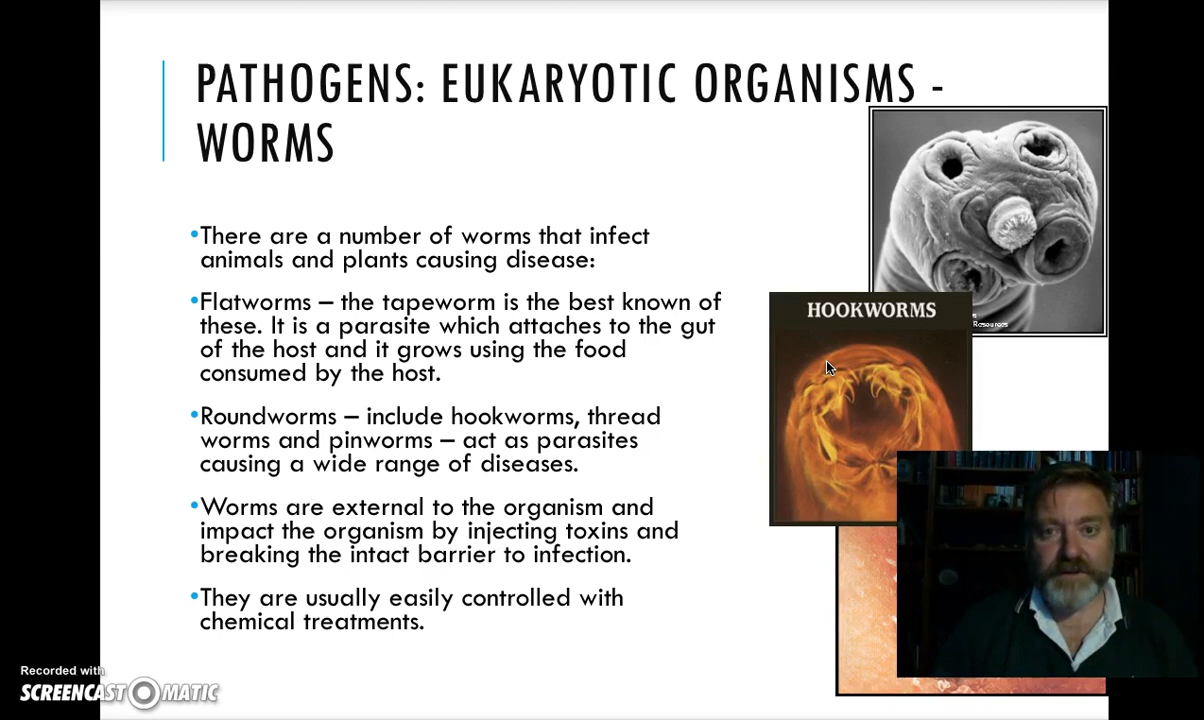 PATHOGENS: EUKARYOTIC ORGANISMS -
WORMS
•There are a number of worms that infect
animals and plants causing disease:
•Flatworms – the tapeworm is the best known of
these. It is a parasite which attaches to the gut
of the host and it grows using the food
consumed by the host.
•Roundworms – include hookworms, thread
worms and pinworms – act as parasites
causing a wide range of diseases.
•Worms are external to the organism and
impact the organism by injecting toxins and
breaking the intact barrier to infection.
•They are usually easily controlled with
chemical treatments.
Resources
HOOKWORMS
Recorded with
SCREENCAST O MATIC